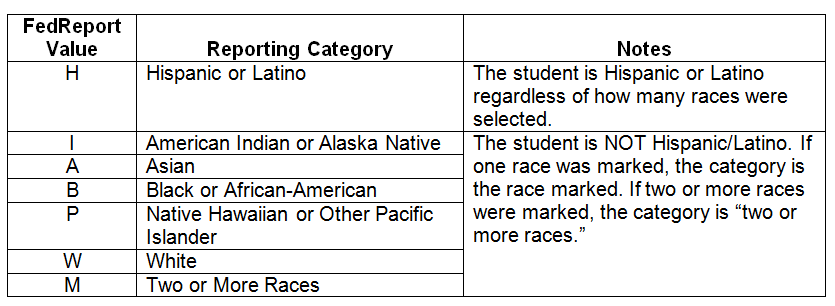 FedReport
Value
Reporting Category
Notes
H
Hispanic or Latino
The student is Hispanic or Latino
regardless of how many races were
selected.
I
American Indian or Alaska Native
The student is NOT Hispanic/Latino. If
one race was marked, the category is
the race marked. If two or more races
were marked, the category is “two or
more races.”
A
Asian
B
Black or African-American
P
Native Hawaiian or Other Pacific
Islander
W
White
M
Two or More Races